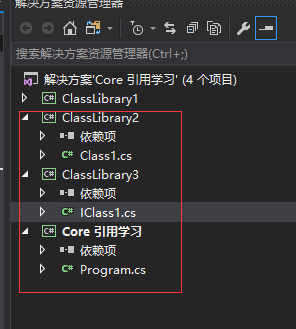 解决方案资源管理器
搜索解决方案资源管理器(Ctrl+;)
解决方案'Core 引用学习' (4 个项目)
ClassLibrary1
ClassLibrary2
依赖项
C# Class1.cs
ClassLibrary3
依赖项
C# IClass1.cs
Core 引用学习
依赖项
C# Program.cs